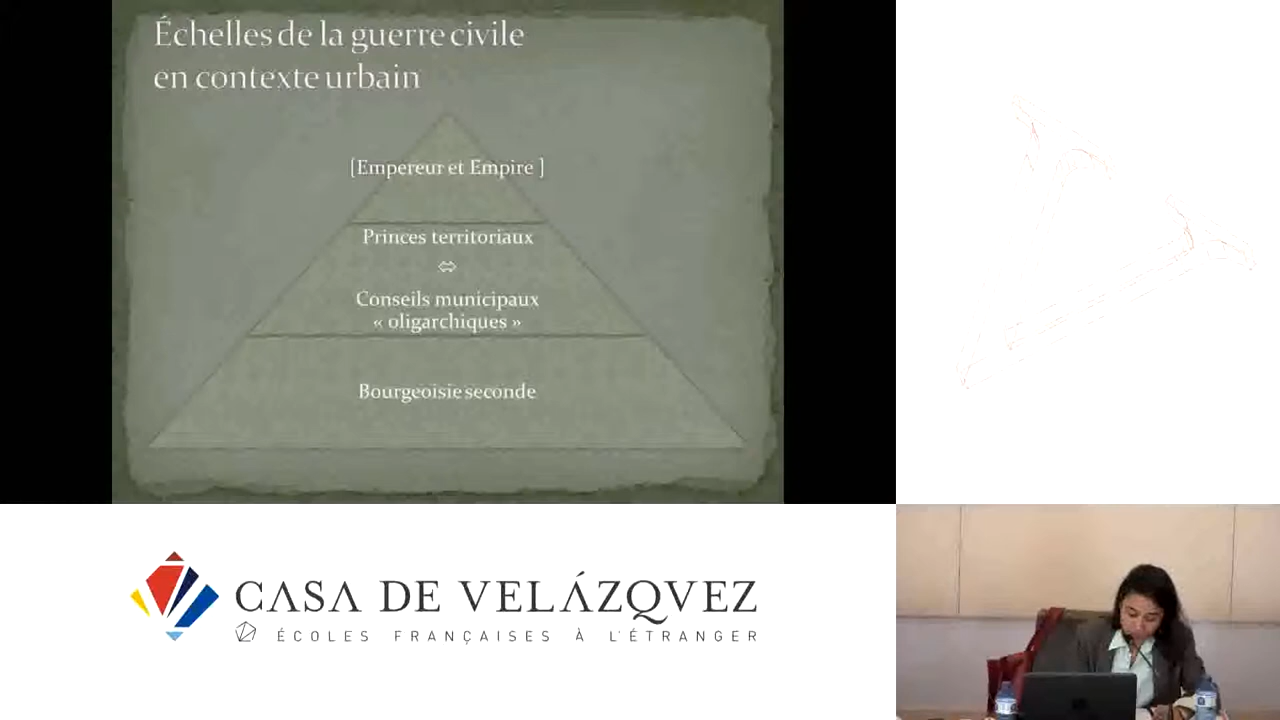 Échelles de la guerre civile
en contexte urbain
[Empereur et Empire ]
Princes territoriaux
⇔
Conseils municipaux
« oligarchiques »
Bourgeoisie seconde
CASA DE VELÁZQVEZ
ÉCOLES FRANÇAISES À L'ÉTRANGER